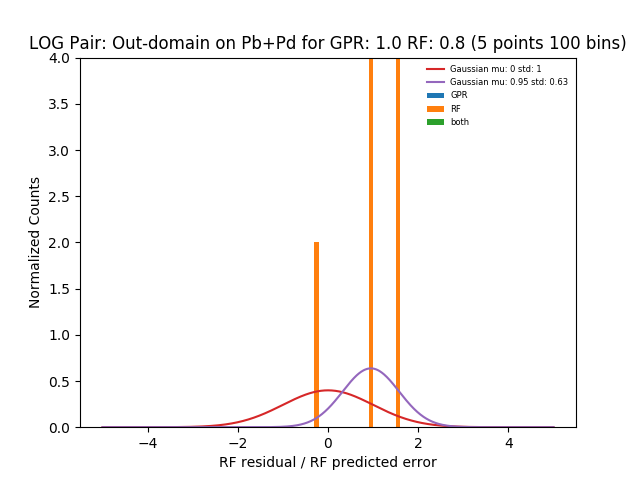 LOG Pair: Out-domain on Pb+Pd for GPR: 1.0 RF: 0.8 (5 points 100 bins)
4.0
3.5
3.0
2.5
2.0
1.5
1.0
0.5
0.0
Normalized Counts
Gaussian mu: 0 std: 1
Gaussian mu: 0.95 std: 0.63
GPR
RF
both
−4 −2 0 2 4
RF residual / RF predicted error